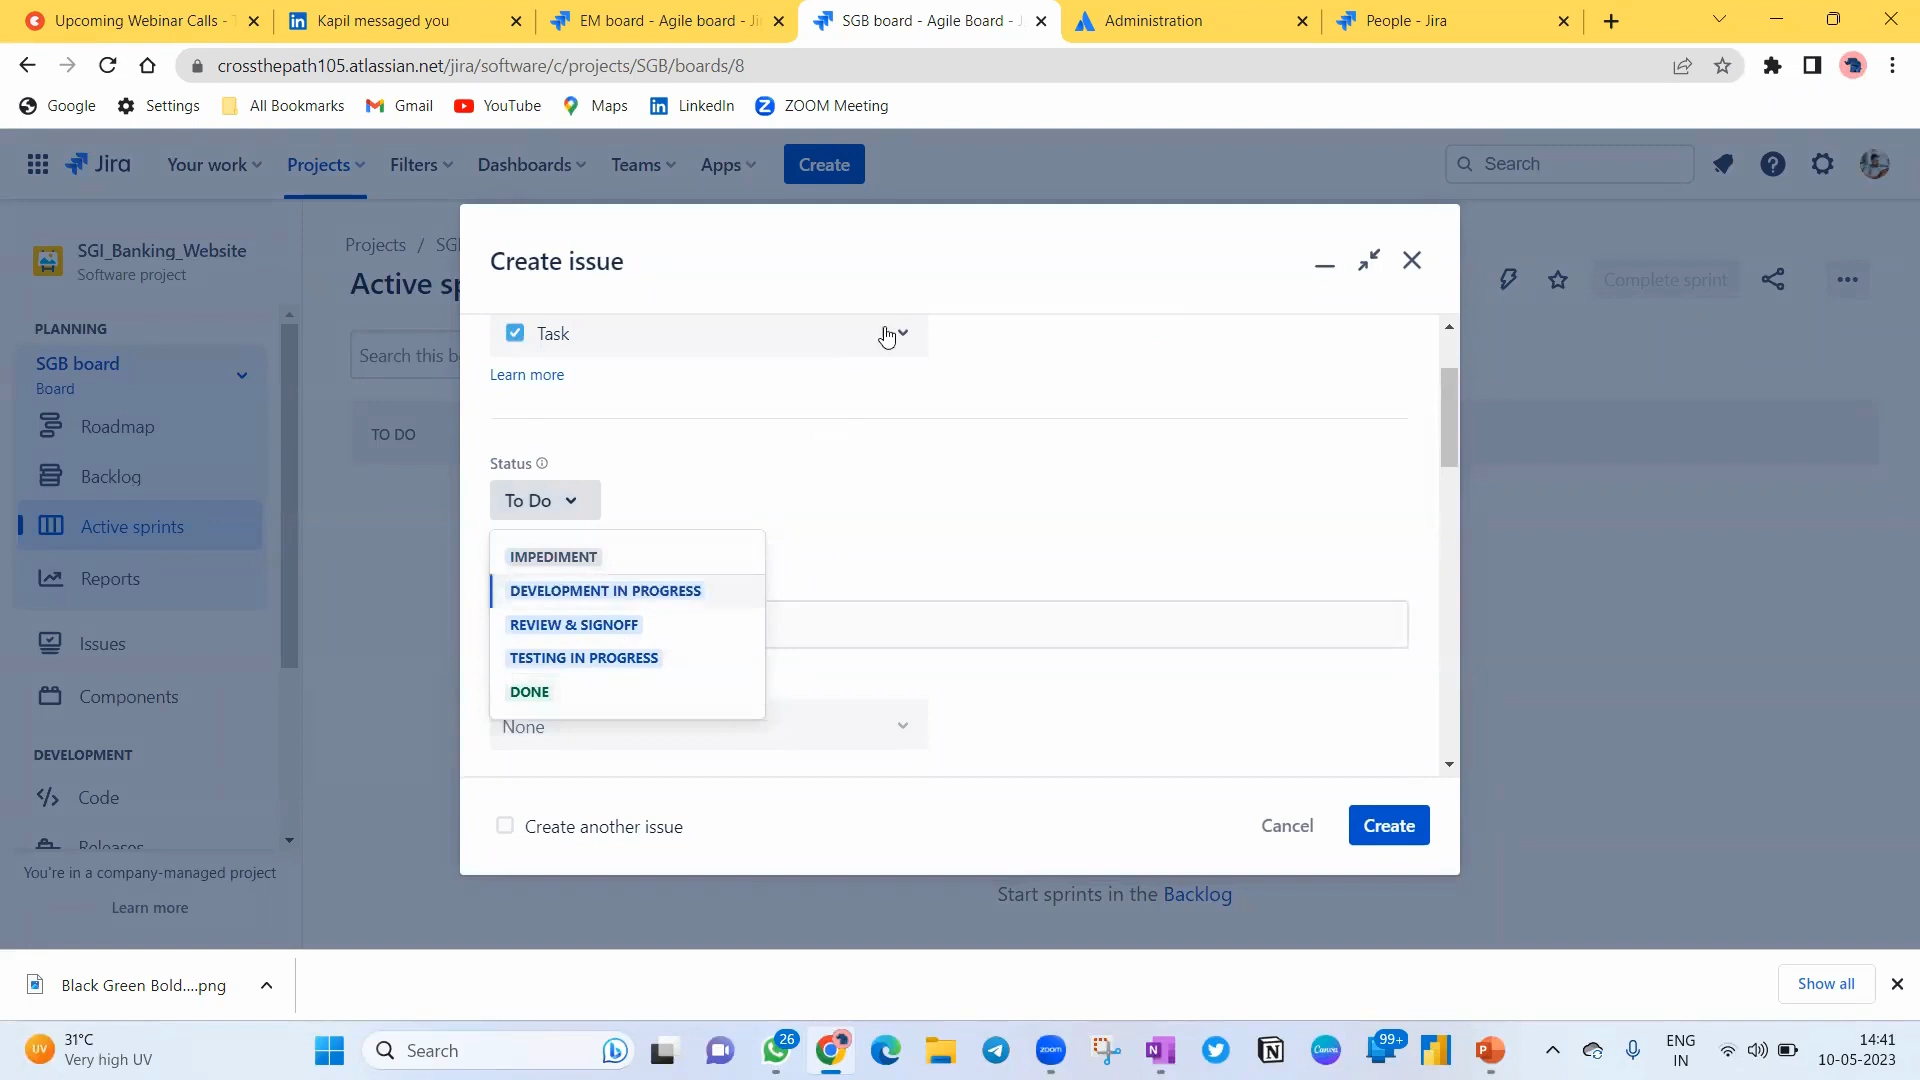 Upcoming Webinar Calls -
Kapil messaged you
EM board - Agile board - Ji
SGB board - Agile Board - J
Administration
People - Jira
crossthepath105.atlassian.net/jira/software/c/projects/SGB/boards/8
Google
Settings
All Bookmarks
Gmail
YouTube
Maps
LinkedIn
ZOOM Meeting
Jira
Your work
Projects
Filters
Dashboards
Teams
Apps
Create
Search
SGI_Banking_Website
Software project
PLANNING
SGB board
Board
Roadmap
Backlog
Active sprints
Reports
Issues
Components
DEVELOPMENT
Code
Releases
You're in a company-managed project
Learn more
Projects / SG
Active sp
Complete sprint
Search this b
TO DO
Create issue
Task
Learn more
Status
To Do
IMPEDIMENT
DEVELOPMENT IN PROGRESS
REVIEW & SIGNOFF
TESTING IN PROGRESS
DONE
None
Create another issue
Cancel
Create
Start sprints in the Backlog
Black Green Bold....png
Show all
UV
31°C
Very high UV
Search
26
zoom
N
Canva
99+
P
ENG
IN
14:41
10-05-2023